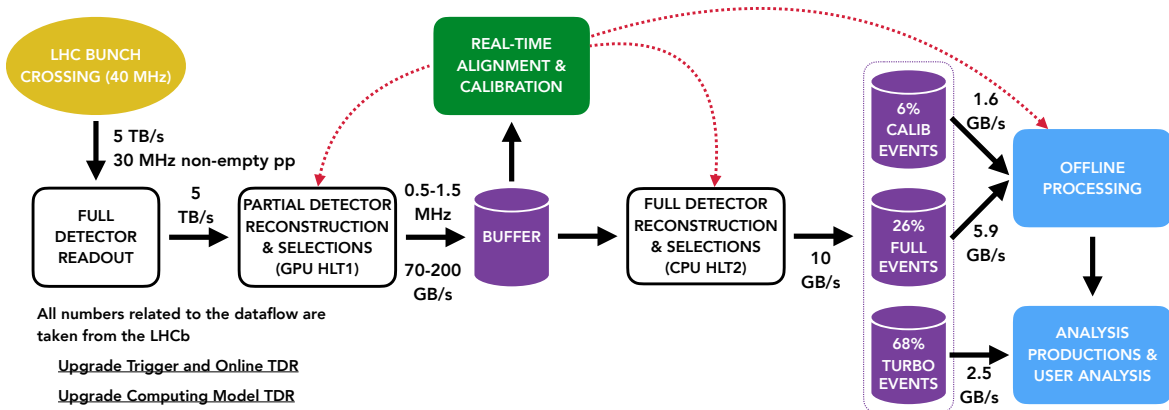 LHC BUNCH
CROSSING (40 MHz)
5 TB/s
30 MHz non-empty pp
FULL
DETECTOR
READOUT
5
TB/s
PARTIAL DETECTOR
RECONSTRUCTION
& SELECTIONS
(GPU HLT1)
0.5-1.5
MHz
70-200
GB/s
REAL-TIME
ALIGNMENT &
CALIBRATION
BUFFER
FULL DETECTOR
RECONSTRUCTION
& SELECTIONS
(CPU HLT2)
10
GB/s
6%
CALIB
EVENTS
26%
FULL
EVENTS
68%
TURBO
EVENTS
1.6
GB/s
5.9
GB/s
2.5
GB/s
OFFLINE
PROCESSING
ANALYSIS
PRODUCTIONS &
USER ANALYSIS
All numbers related to the dataflow are
taken from the LHCb
Upgrade Trigger and Online TDR
Upgrade Computing Model TDR